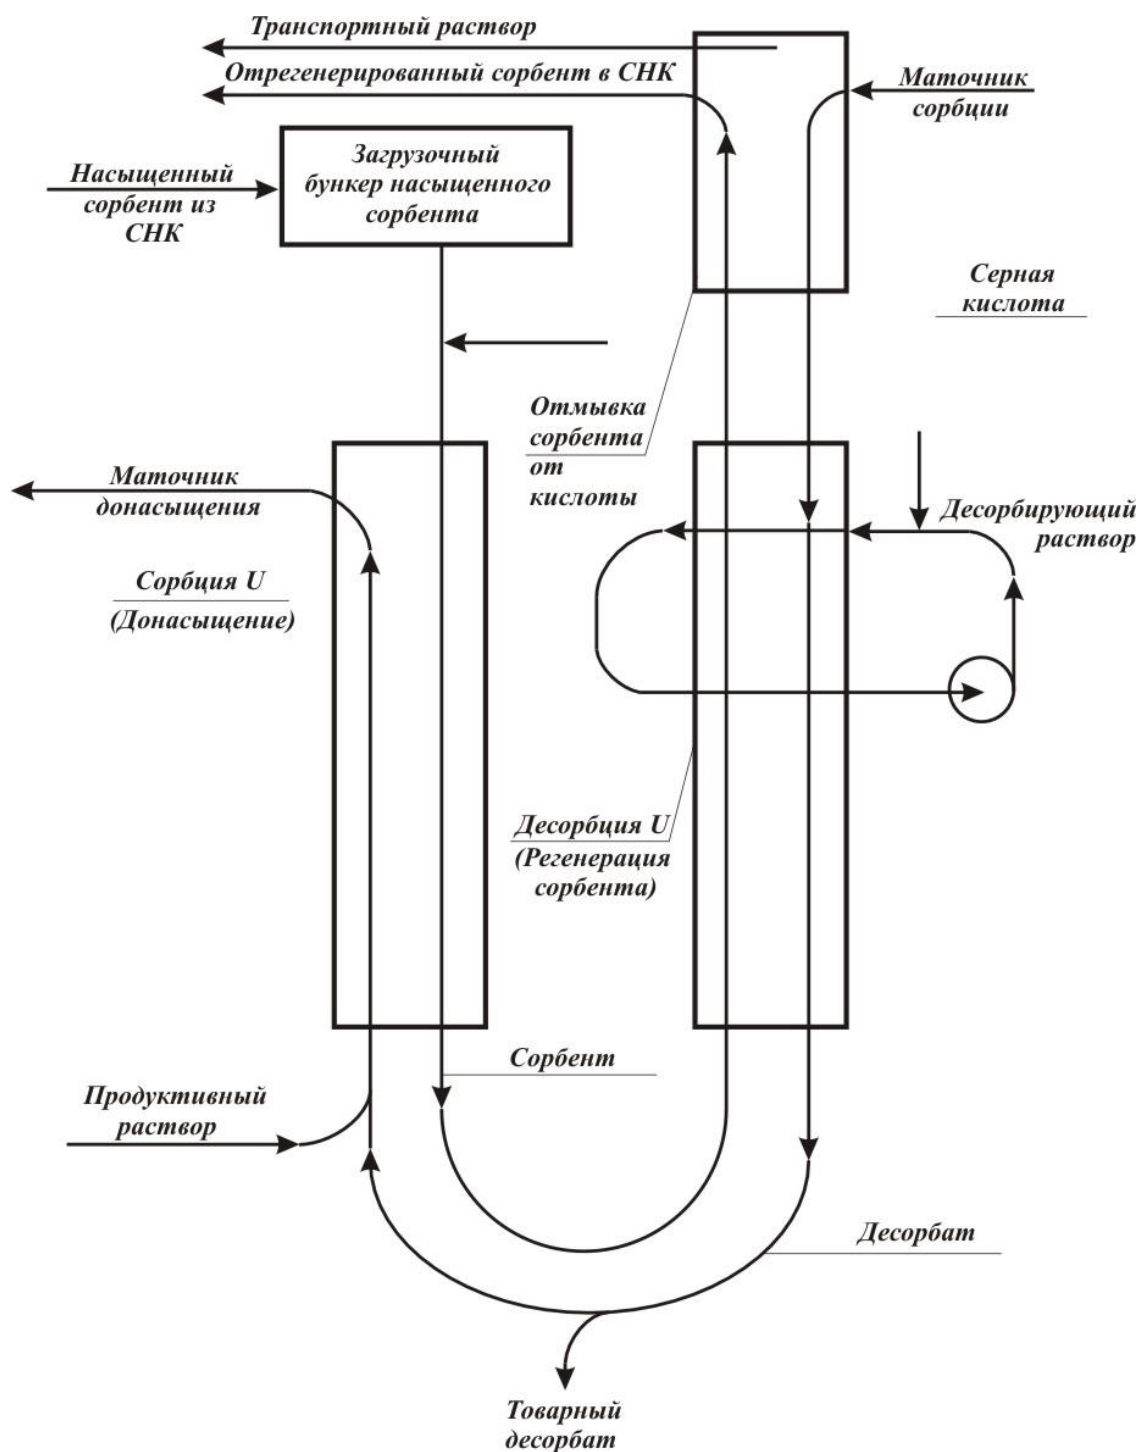 Транспортный раствор
Отрегенерированный сорбент в СНК
Маточник
сорбции
Загрузочный
бункер насыщенного
сорбента
Насыщенный
сорбент из
СНК
Серная
кислота
Отмывка
сорбента
от
кислоты
Маточник
донасыщения
Десорбирующий
раствор
Сорбция U
(Донасыщение)
Десорбция U
(Регенерация
сорбента)
Сорбент
Продуктивный
раствор
Десорбат
Товарный
десорбат